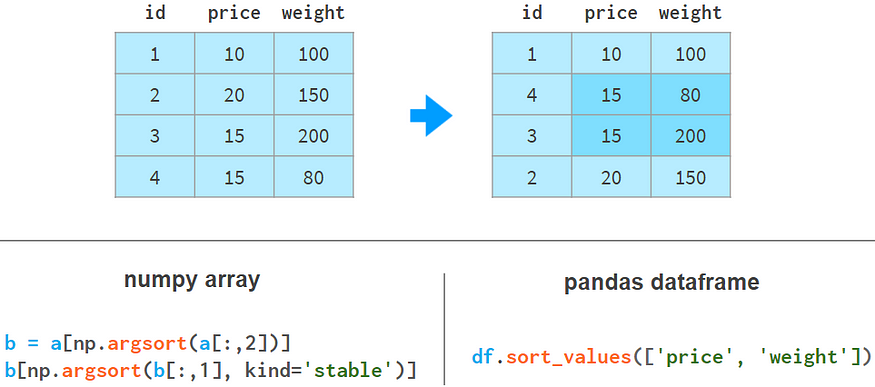 id price weight
1 10 100
2 20 150
3 15 200
4 15 80
id price weight
1 10 100
4 15 80
3 15 200
2 20 150
numpy array
b = a[np.argsort(a[:,2])]
b[np.argsort(b[:,1], kind='stable')]
pandas dataframe
df.sort_values(['price', 'weight'])